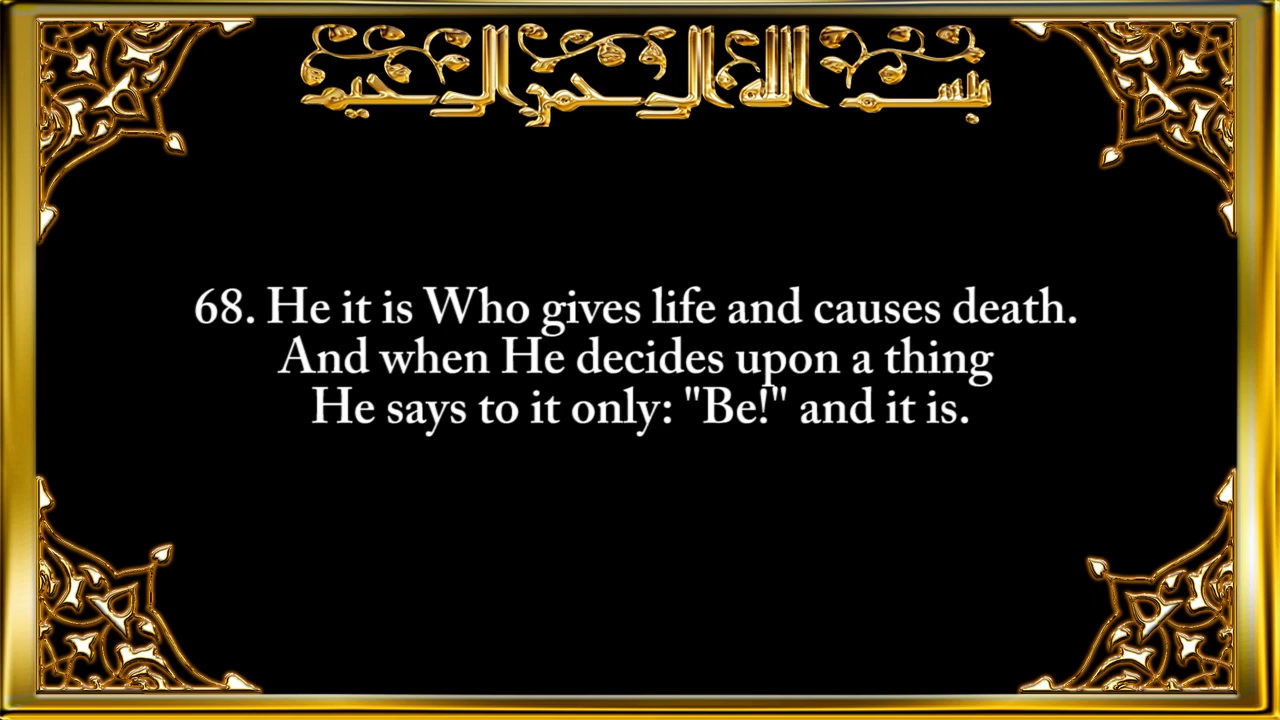 بسم الله الرحمن الرحيم
68. He it is Who gives life and causes death.
And when He decides upon a thing
He says to it only: "Be!" and it is.